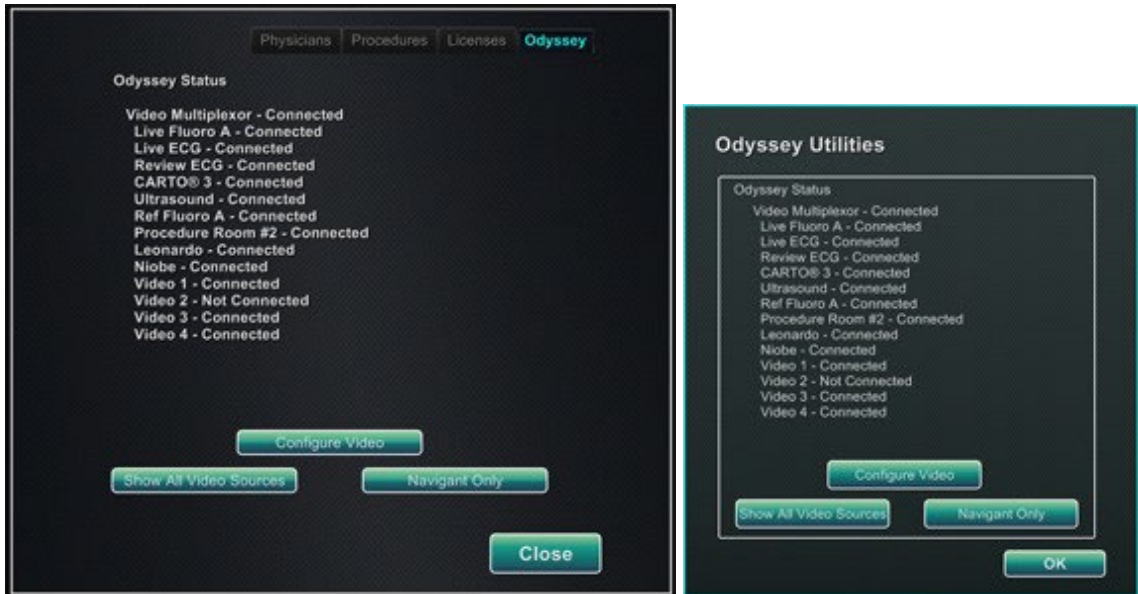 Physicians Procedures Licenses Odyssey
Odyssey Status
Video Multiplexor - Connected
Live Fluoro A - Connected
Live ECG - Connected
Review ECG - Connected
CARTO® 3 - Connected
Ultrasound - Connected
Ref Fluoro A - Connected
Procedure Room #2 - Connected
Leonardo - Connected
Niobe - Connected
Video 1 - Connected
Video 2 - Not Connected
Video 3 - Connected
Video 4 - Connected
Configure Video
Show All Video Sources Navigant Only
Close
Odyssey Utilities
Odyssey Status
Video Multiplexor - Connected
Live Fluoro A - Connected
Live ECG - Connected
Review ECG - Connected
CARTO® 3 - Connected
Ultrasound - Connected
Ref Fluoro A - Connected
Procedure Room #2 - Connected
Leonardo - Connected
Niobe - Connected
Video 1 - Connected
Video 2 - Not Connected
Video 3 - Connected
Video 4 - Connected
Configure Video
Show All Video Sources Navigant Only
OK